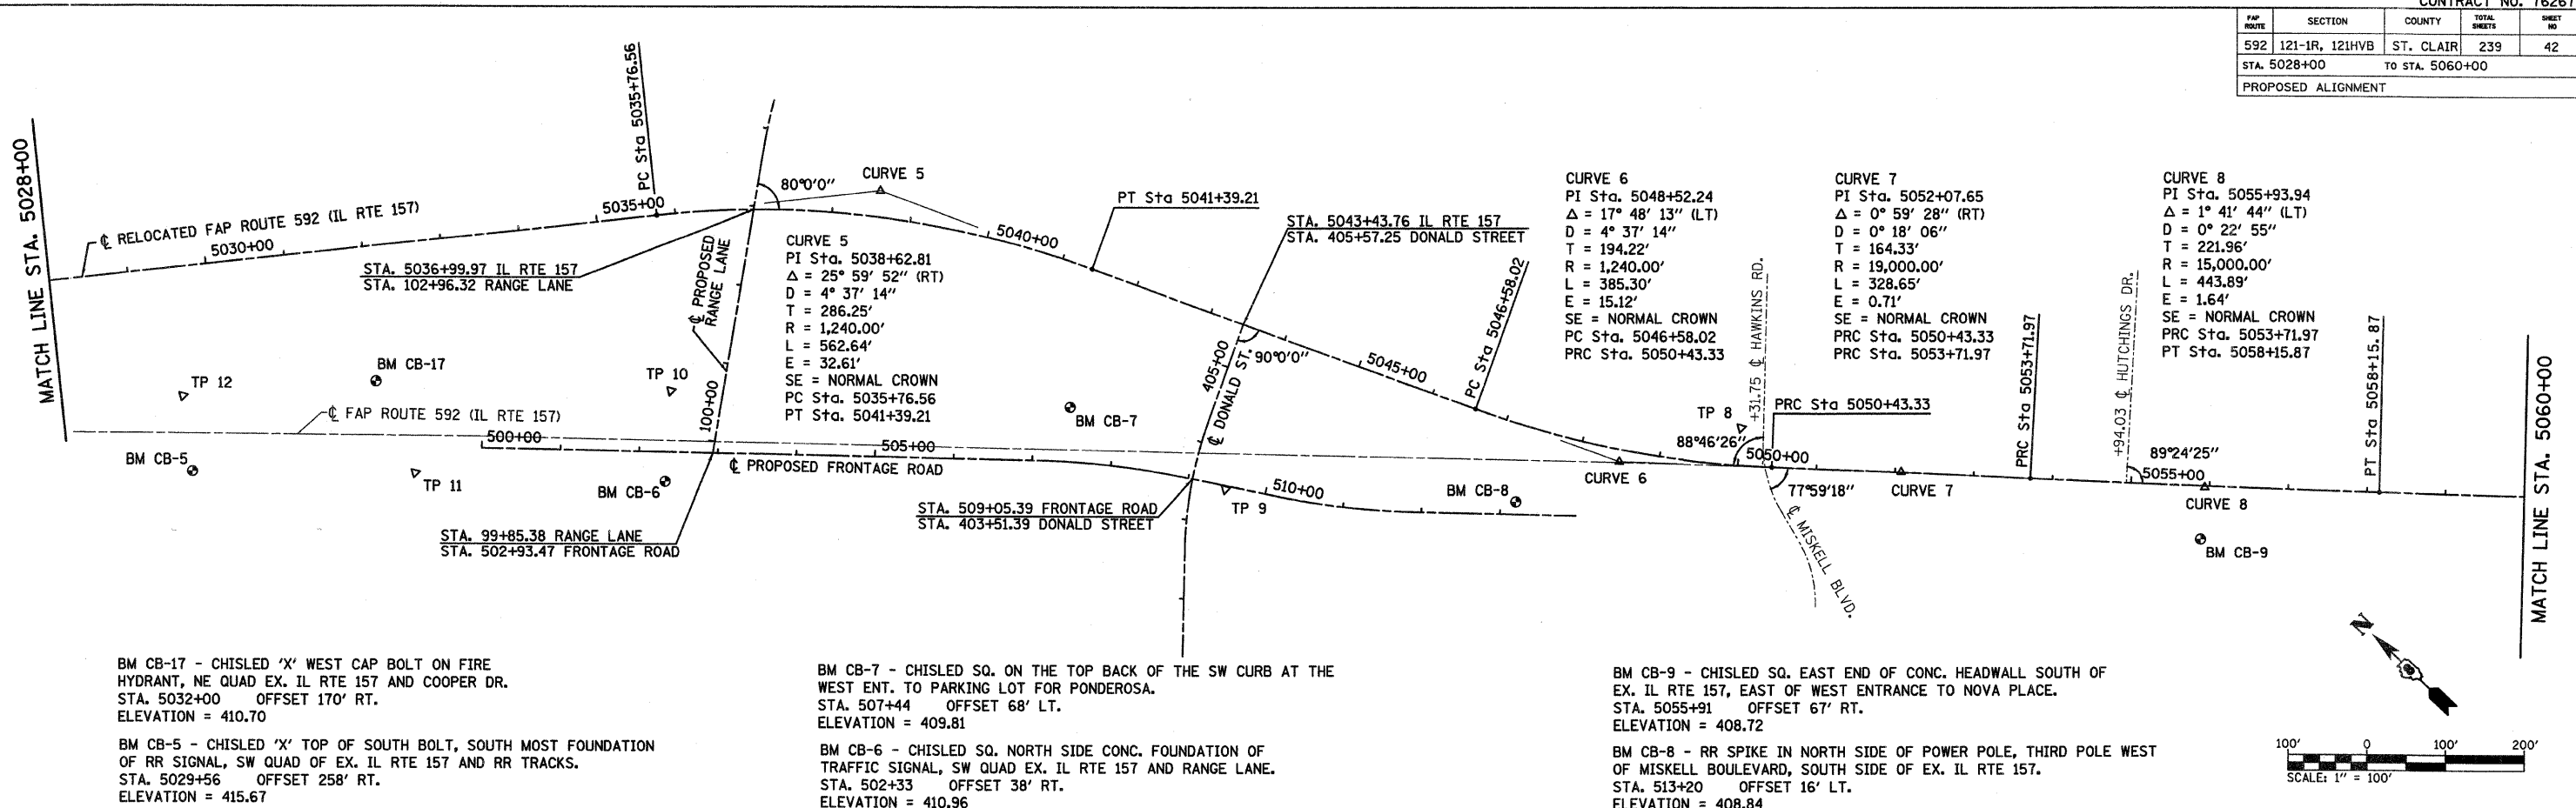 CONTRACT NO. 76267
FAP ROUTE SECTION COUNTY TOTAL SHEETS SHEET NO
592 121-1R, 121HVB ST. CLAIR 239 42
STA. 5028+00 TO STA. 5060+00
PROPOSED ALIGNMENT
MATCH LINE STA. 5028+00
℄ RELOCATED FAP ROUTE 592 (IL RTE 157)
5030+00
5035+00
PC Sta 5035+76.56
80°0'0"
CURVE 5
STA. 5036+99.97 IL RTE 157
STA. 102+96.32 RANGE LANE
℄ PROPOSED
RANGE LANE
CURVE 5
PI Sta. 5038+62.81
Δ = 25° 59' 52" (RT)
D = 4° 37' 14"
T = 286.25'
R = 1,240.00'
L = 562.64'
E = 32.61'
SE = NORMAL CROWN
PC Sta. 5035+76.56
PT Sta. 5041+39.21
5040+00
PT Sta 5041+39.21
STA. 5043+43.76 IL RTE 157
STA. 405+57.25 DONALD STREET
405+00
℄ DONALD ST.
90°0'0"
5045+00
PC Sta 5046+58.02
CURVE 6
PI Sta. 5048+52.24
Δ = 17° 48' 13" (LT)
D = 4° 37' 14"
T = 194.22'
R = 1,240.00'
L = 385.30'
E = 15.12'
SE = NORMAL CROWN
PC Sta. 5046+58.02
PRC Sta. 5050+43.33
CURVE 7
PI Sta. 5052+07.65
Δ = 0° 59' 28" (RT)
D = 0° 18' 06"
T = 164.33'
R = 19,000.00'
L = 328.65'
E = 0.71'
SE = NORMAL CROWN
PRC Sta. 5050+43.33
PRC Sta. 5053+71.97
CURVE 8
PI Sta. 5055+93.94
Δ = 1° 41' 44" (LT)
D = 0° 22' 55"
T = 221.96'
R = 15,000.00'
L = 443.89'
E = 1.64'
SE = NORMAL CROWN
PRC Sta. 5053+71.97
PT Sta. 5058+15.87
+31.75 ℄ HAWKINS RD.
PRC Sta 5050+43.33
PRC Sta 5053+71.97
+94.03 ℄ HUTCHINGS DR.
PT Sta 5058+15.87
MATCH LINE STA. 5060+00
TP 12
BM CB-17
TP 10
100+00
BM CB-7
TP 8
88°46'26"
5050+00
89°24'25"
5055+00
℄ FAP ROUTE 592 (IL RTE 157)
500+00
505+00
℄ PROPOSED FRONTAGE ROAD
BM CB-5
TP 11
BM CB-6
STA. 509+05.39 FRONTAGE ROAD
STA. 403+51.39 DONALD STREET
TP 9
510+00
BM CB-8
CURVE 6
77°59'18"
CURVE 7
℄ MISKELL BLVD.
CURVE 8
BM CB-9
STA. 99+85.38 RANGE LANE
STA. 502+93.47 FRONTAGE ROAD
N
BM CB-17 - CHISLED 'X' WEST CAP BOLT ON FIRE
HYDRANT, NE QUAD EX. IL RTE 157 AND COOPER DR.
STA. 5032+00 OFFSET 170' RT.
ELEVATION = 410.70
BM CB-5 - CHISLED 'X' TOP OF SOUTH BOLT, SOUTH MOST FOUNDATION
OF RR SIGNAL, SW QUAD OF EX. IL RTE 157 AND RR TRACKS.
STA. 5029+56 OFFSET 258' RT.
ELEVATION = 415.67
BM CB-7 - CHISLED SQ. ON THE TOP BACK OF THE SW CURB AT THE
WEST ENT. TO PARKING LOT FOR PONDEROSA.
STA. 507+44 OFFSET 68' LT.
ELEVATION = 409.81
BM CB-6 - CHISLED SQ. NORTH SIDE CONC. FOUNDATION OF
TRAFFIC SIGNAL, SW QUAD EX. IL RTE 157 AND RANGE LANE.
STA. 502+33 OFFSET 38' RT.
ELEVATION = 410.96
BM CB-9 - CHISLED SQ. EAST END OF CONC. HEADWALL SOUTH OF
EX. IL RTE 157, EAST OF WEST ENTRANCE TO NOVA PLACE.
STA. 5055+91 OFFSET 67' RT.
ELEVATION = 408.72
BM CB-8 - RR SPIKE IN NORTH SIDE OF POWER POLE, THIRD POLE WEST
OF MISKELL BOULEVARD, SOUTH SIDE OF EX. IL RTE 157.
STA. 513+20 OFFSET 16' LT.
ELEVATION = 408.84
100' 0 100' 200'
SCALE: 1" = 100'